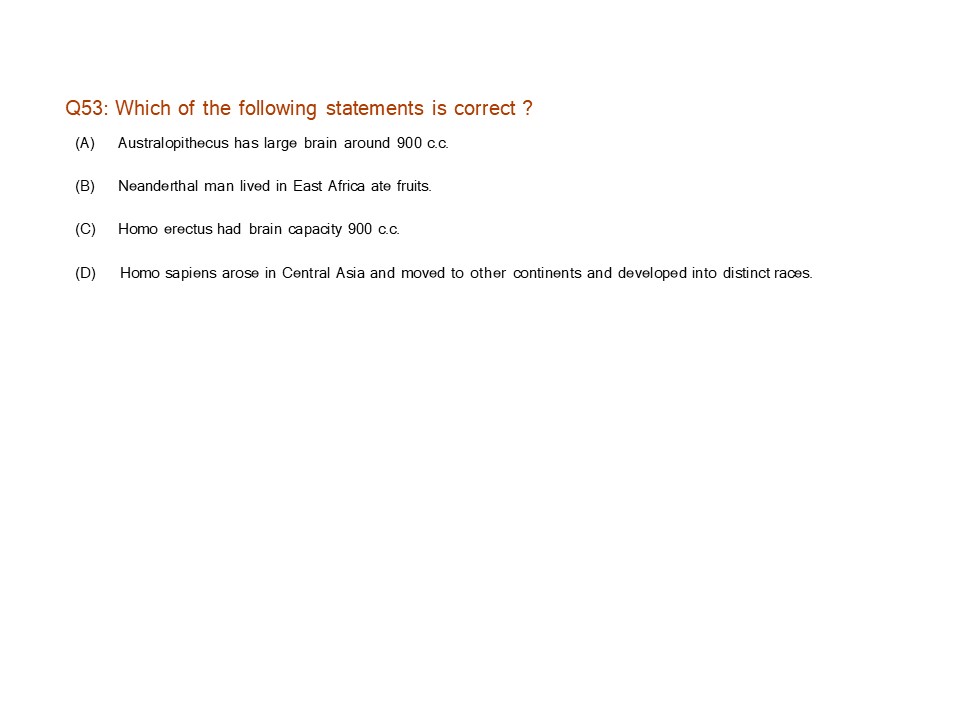 Q53: Which of the following statements is correct ?
(A) Australopithecus has large brain around 900 c.c.
(B) Neanderthal man lived in East Africa ate fruits.
(C) Homo erectus had brain capacity 900 c.c.
(D) Homo sapiens arose in Central Asia and moved to other continents and developed into distinct races.